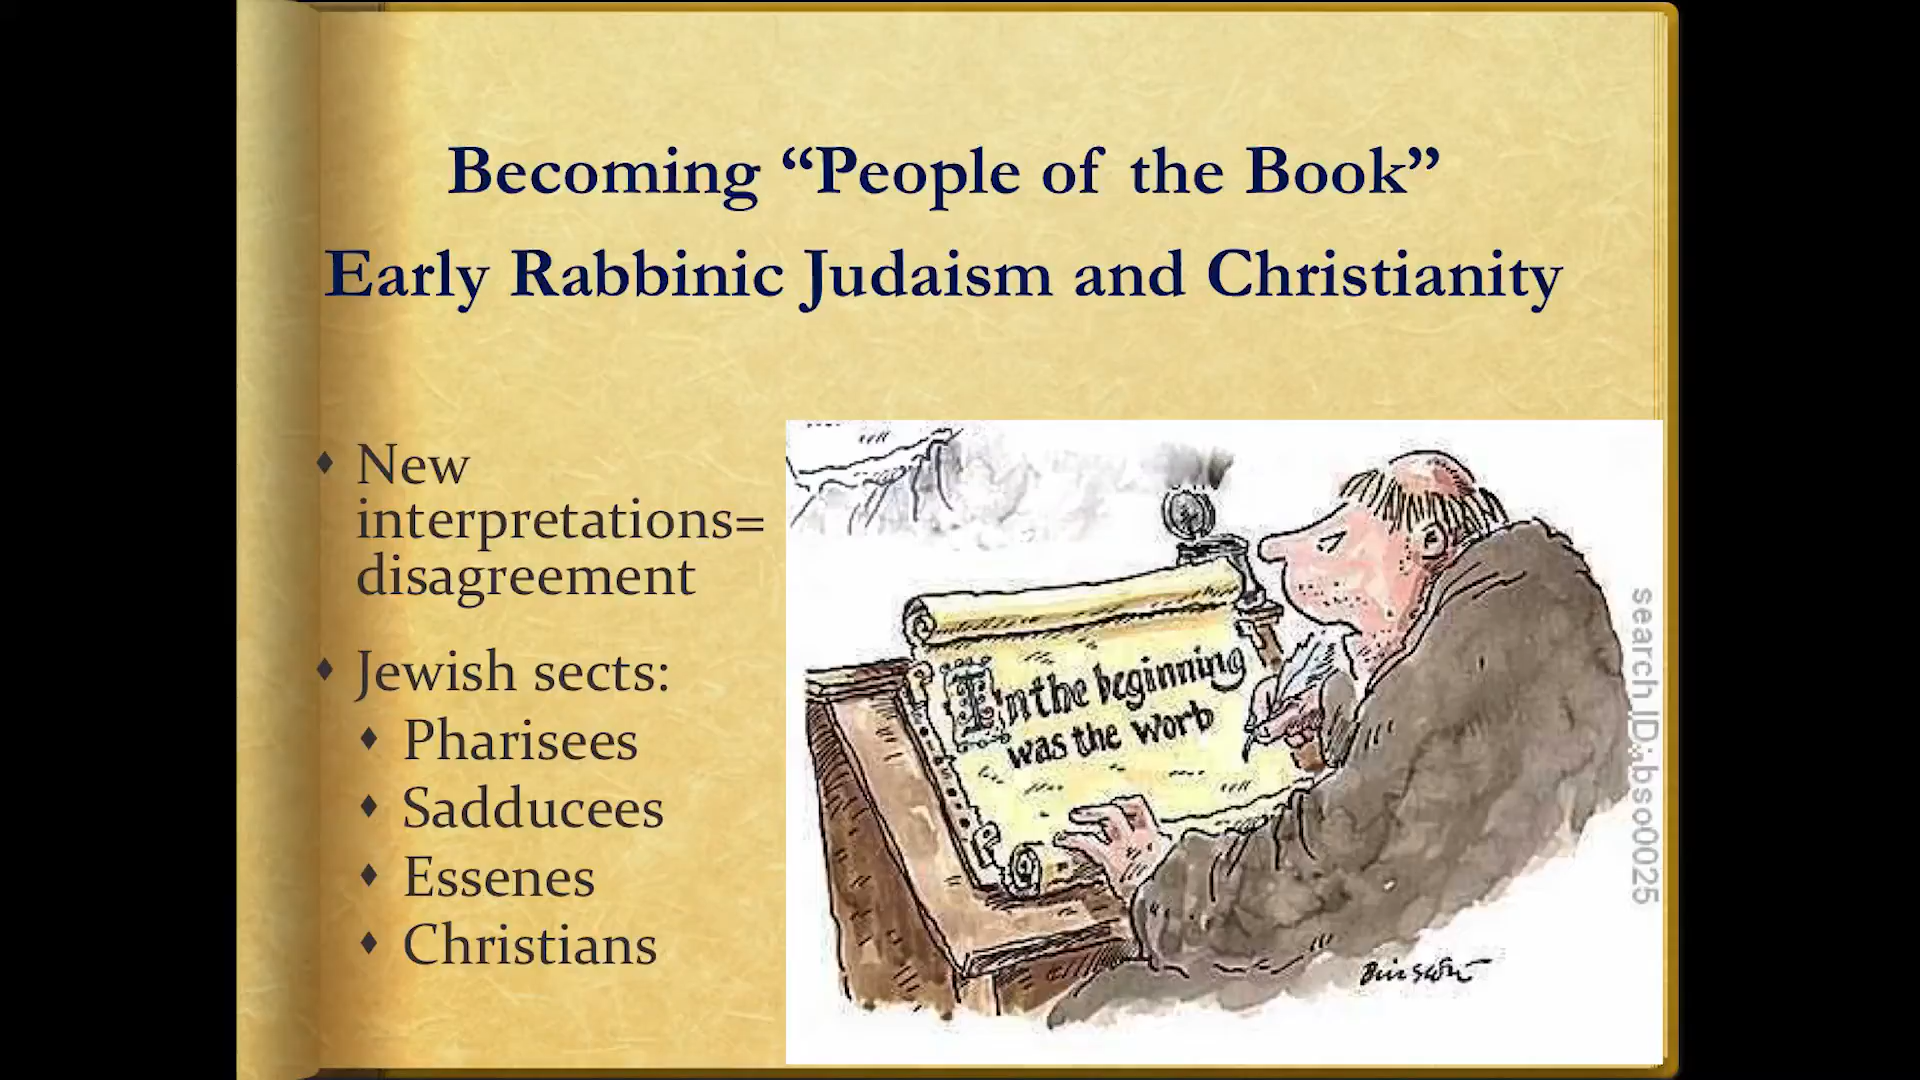 Becoming “People of the Book”
Early Rabbinic Judaism and Christianity
New
interpretations=
disagreement
Jewish sects:
Pharisees
Sadducees
Essenes
Christians
In the beginning
was the Worb
search ID: bso0025